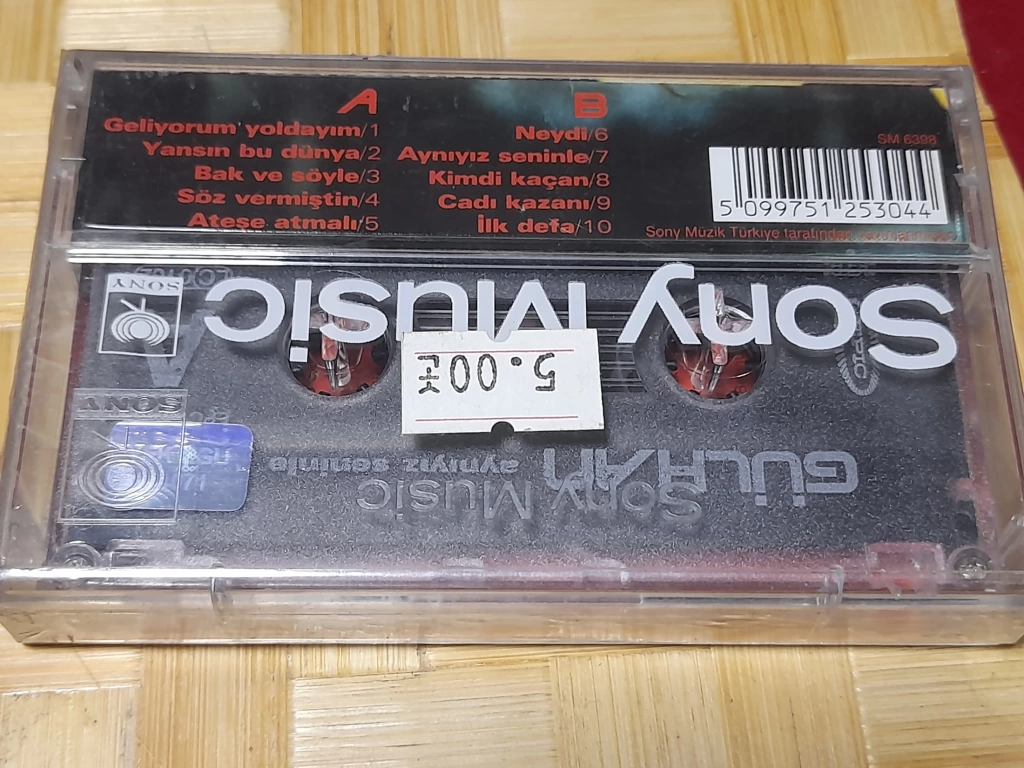 A
Geliyorum yoldayım/1
Yansın bu dünya/2
Bak ve söyle/3
Söz vermiştin/4
Ateşe atmalı/5
B
Neydi/6
Aynıyız seninle/7
Kimdi kaçan/8
Cadı kazanı/9
İlk defa/10
SM 6398
5 099751 253044
Sony Müzik Türkiye tarafından
SONY
Sony Music
5.00
SONY
GÜLHAN
aynıyız seninle
Sony Music